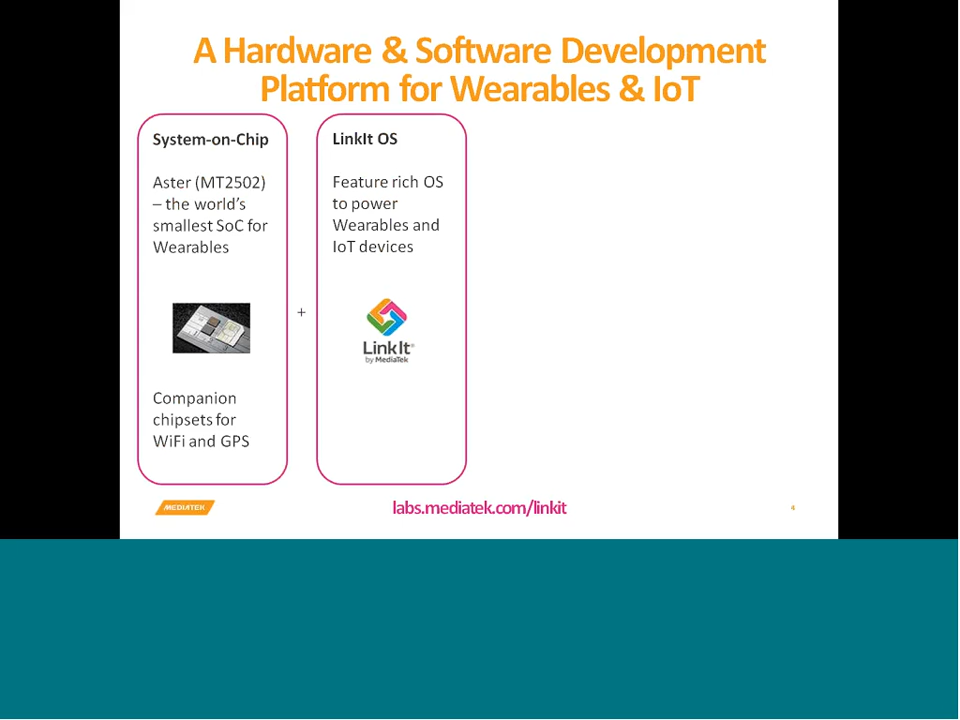 A Hardware & Software Development
Platform for Wearables & IoT
System-on-Chip
Aster (MT2502)
– the world's
smallest SoC for
Wearables
Companion
chipsets for
WiFi and GPS
+
LinkIt OS
Feature rich OS
to power
Wearables and
IoT devices
LinkIt®
by MediaTek
MEDIATEK
labs.mediatek.com/linkit
4